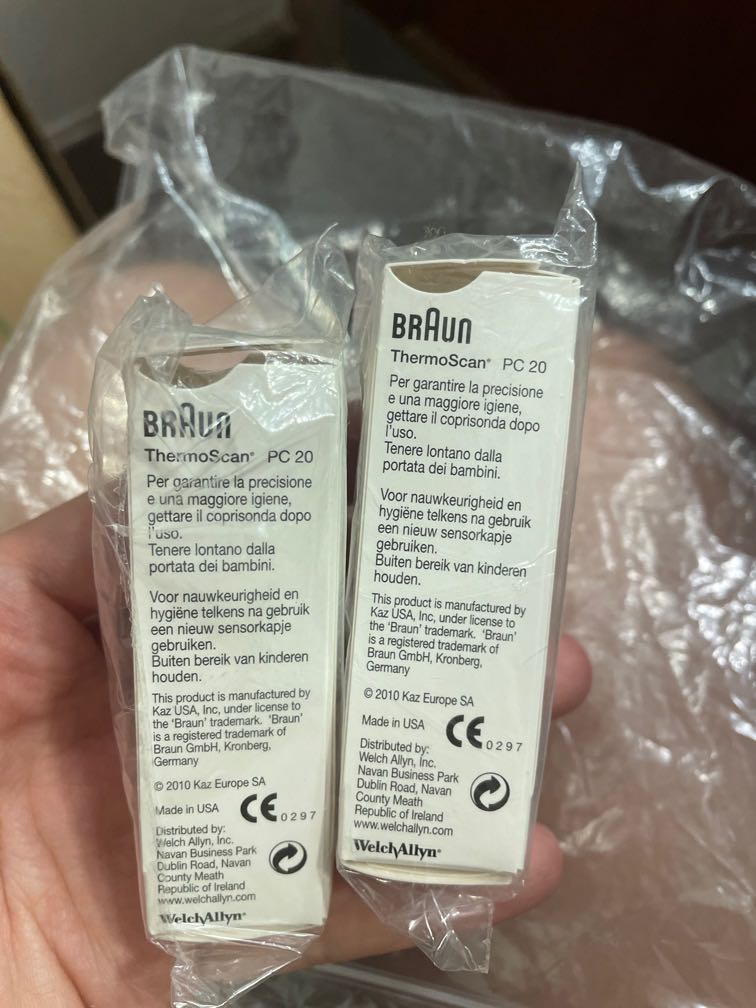 BRAUN
ThermoScan® PC 20
Per garantire la precisione
e una maggiore igiene,
gettare il coprisonda dopo
l'uso.
Tenere lontano dalla
portata dei bambini.
Voor nauwkeurigheid en
hygiëne telkens na gebruik
een nieuw sensorkapje
gebruiken.
Buiten bereik van kinderen
houden.
This product is manufactured by
Kaz USA, Inc, under license to
the 'Braun' trademark. 'Braun'
is a registered trademark of
Braun GmbH, Kronberg,
Germany
© 2010 Kaz Europe SA
Made in USA CE 0297
Distributed by:
Welch Allyn, Inc.
Navan Business Park
Dublin Road, Navan
County Meath
Republic of Ireland
www.welchallyn.com
WelchAllyn®
BRAUN
ThermoScan® PC 20
Per garantire la precisione
e una maggiore igiene,
gettare il coprisonda dopo
l'uso.
Tenere lontano dalla
portata dei bambini.
Voor nauwkeurigheid en
hygiëne telkens na gebruik
een nieuw sensorkapje
gebruiken.
Buiten bereik van kinderen
houden.
This product is manufactured by
Kaz USA, Inc, under license to
the 'Braun' trademark. 'Braun'
is a registered trademark of
Braun GmbH, Kronberg,
Germany
© 2010 Kaz Europe SA
Made in USA CE 0297
Distributed by:
Welch Allyn, Inc.
Navan Business Park
Dublin Road, Navan
County Meath
Republic of Ireland
www.welchallyn.com
WelchAllyn®